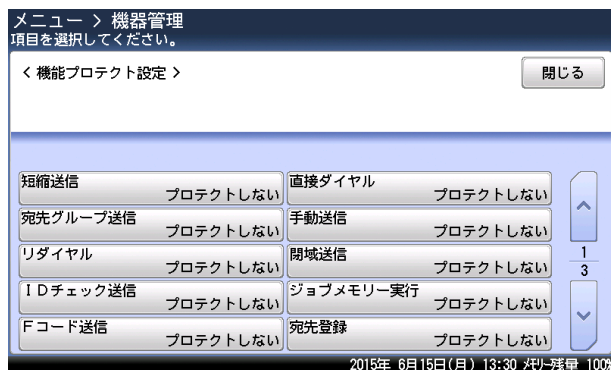 メニュー > 機器管理
項目を選択してください。
< 機能プロテクト設定 >
閉じる
短縮送信
プロテクトしない
直接ダイヤル
プロテクトしない
宛先グループ送信
プロテクトしない
手動送信
プロテクトしない
リダイヤル
プロテクトしない
閉域送信
プロテクトしない
1
3
IDチェック送信
プロテクトしない
ジョブメモリー実行
プロテクトしない
Fコード送信
プロテクトしない
宛先登録
プロテクトしない
2015年 6月15日(月) 13:30 メモリー残量 100%